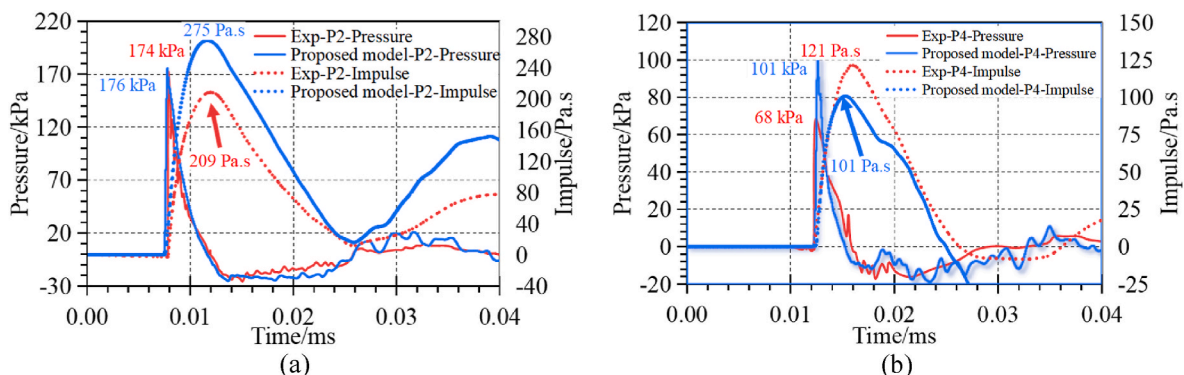 220
170
120
70
20
-30
Pressure/kPa
275 Pa.s
174 kPa
176 kPa
209 Pa.s
Exp-P2-Pressure
Proposed model-P2-Pressure
Exp-P2-Impulse
Proposed model-P2-Impulse
280
240
200
160
120
80
40
0
-40
Impulse/Pa.s
0.00 0.01 0.02 0.03 0.04
Time/ms
(a)
120
100
80
60
40
20
0
-20
Pressure/kPa
121 Pa.s
101 kPa
68 kPa
101 Pa.s
Exp-P4-Pressure
Proposed model-P4-Pressure
Exp-P4-Impulse
Proposed model-P4-Impulse
150
125
100
75
50
25
0
-25
Impulse/Pa.s
0.00 0.01 0.02 0.03 0.04
Time/ms
(b)